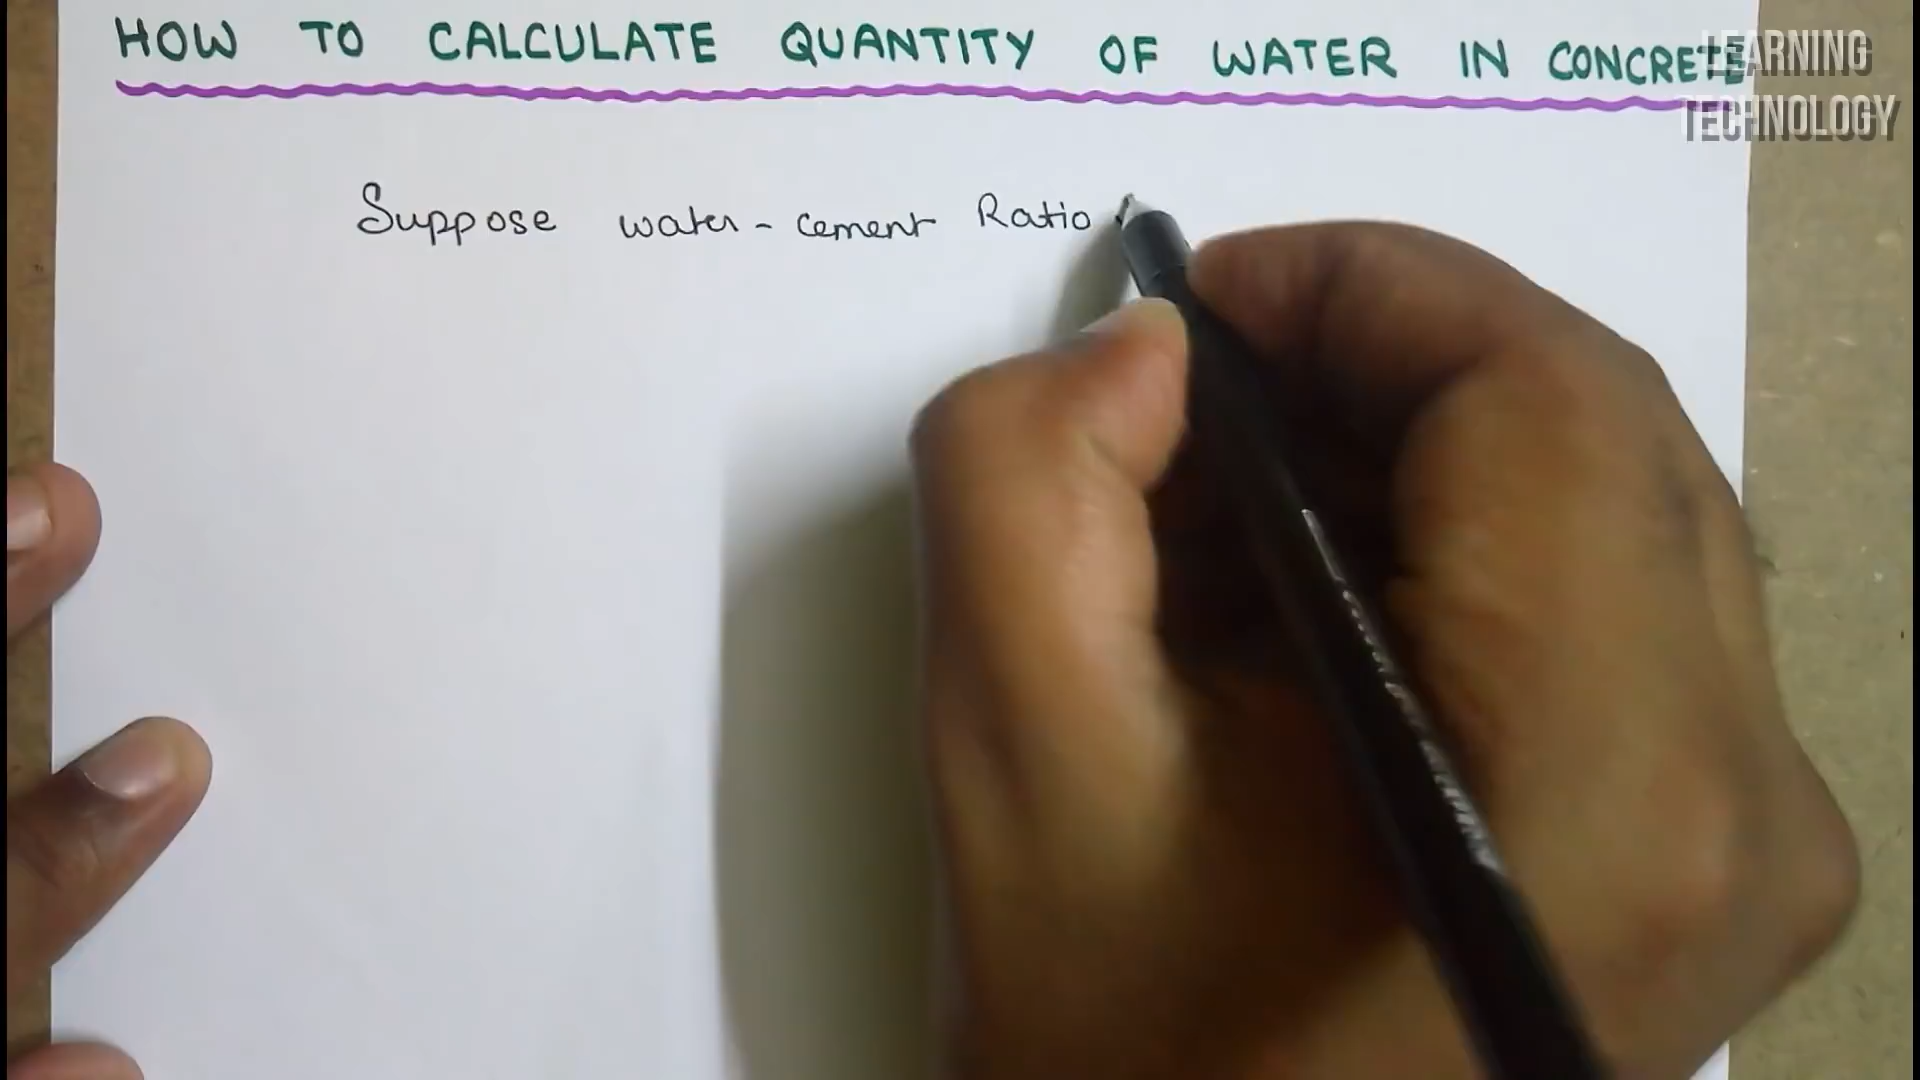 HOW TO CALCULATE QUANTITY OF WATER IN CONCRETE
LEARNING
TECHNOLOGY
Suppose water - cement Ratio